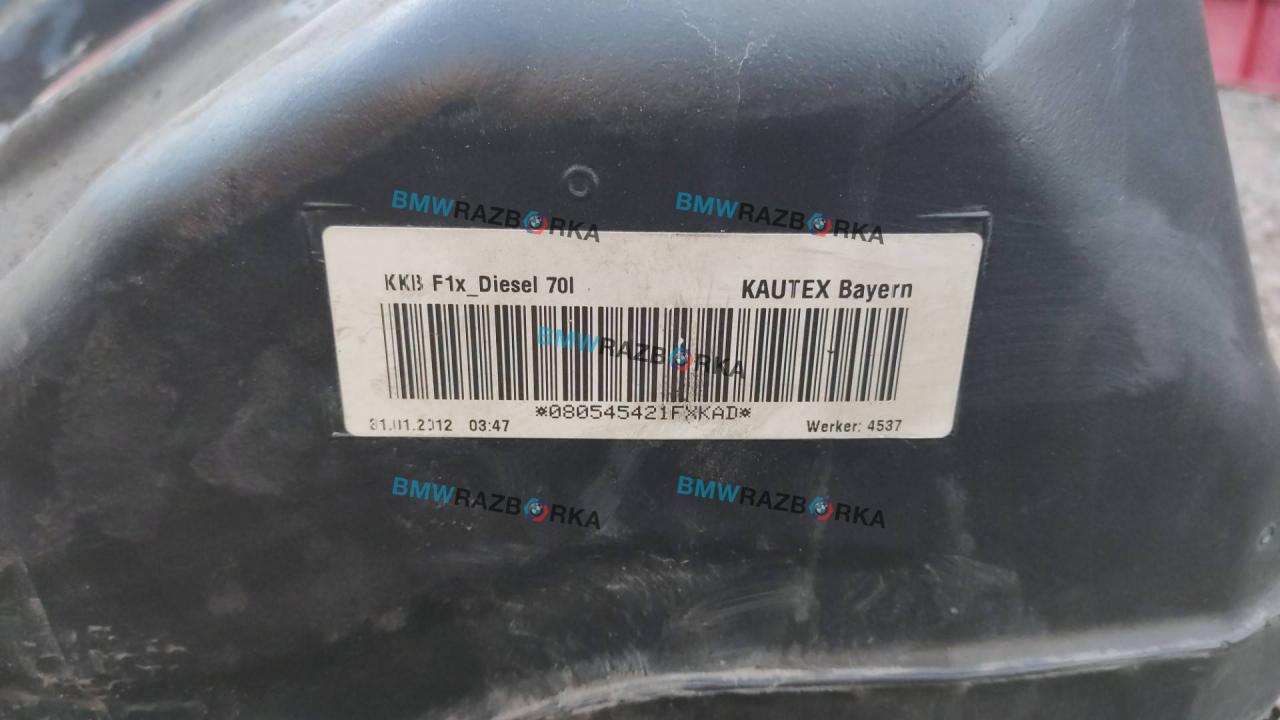 BMWRAZBORKA BMWRAZBORKA
KKB F1x_Diesel 70l KAUTEX Bayern
BMWRAZBORKA
*080545421FXKAD*
31.01.2012 03:47 Werker: 4537
BMWRAZBORKA BMWRAZBORKA